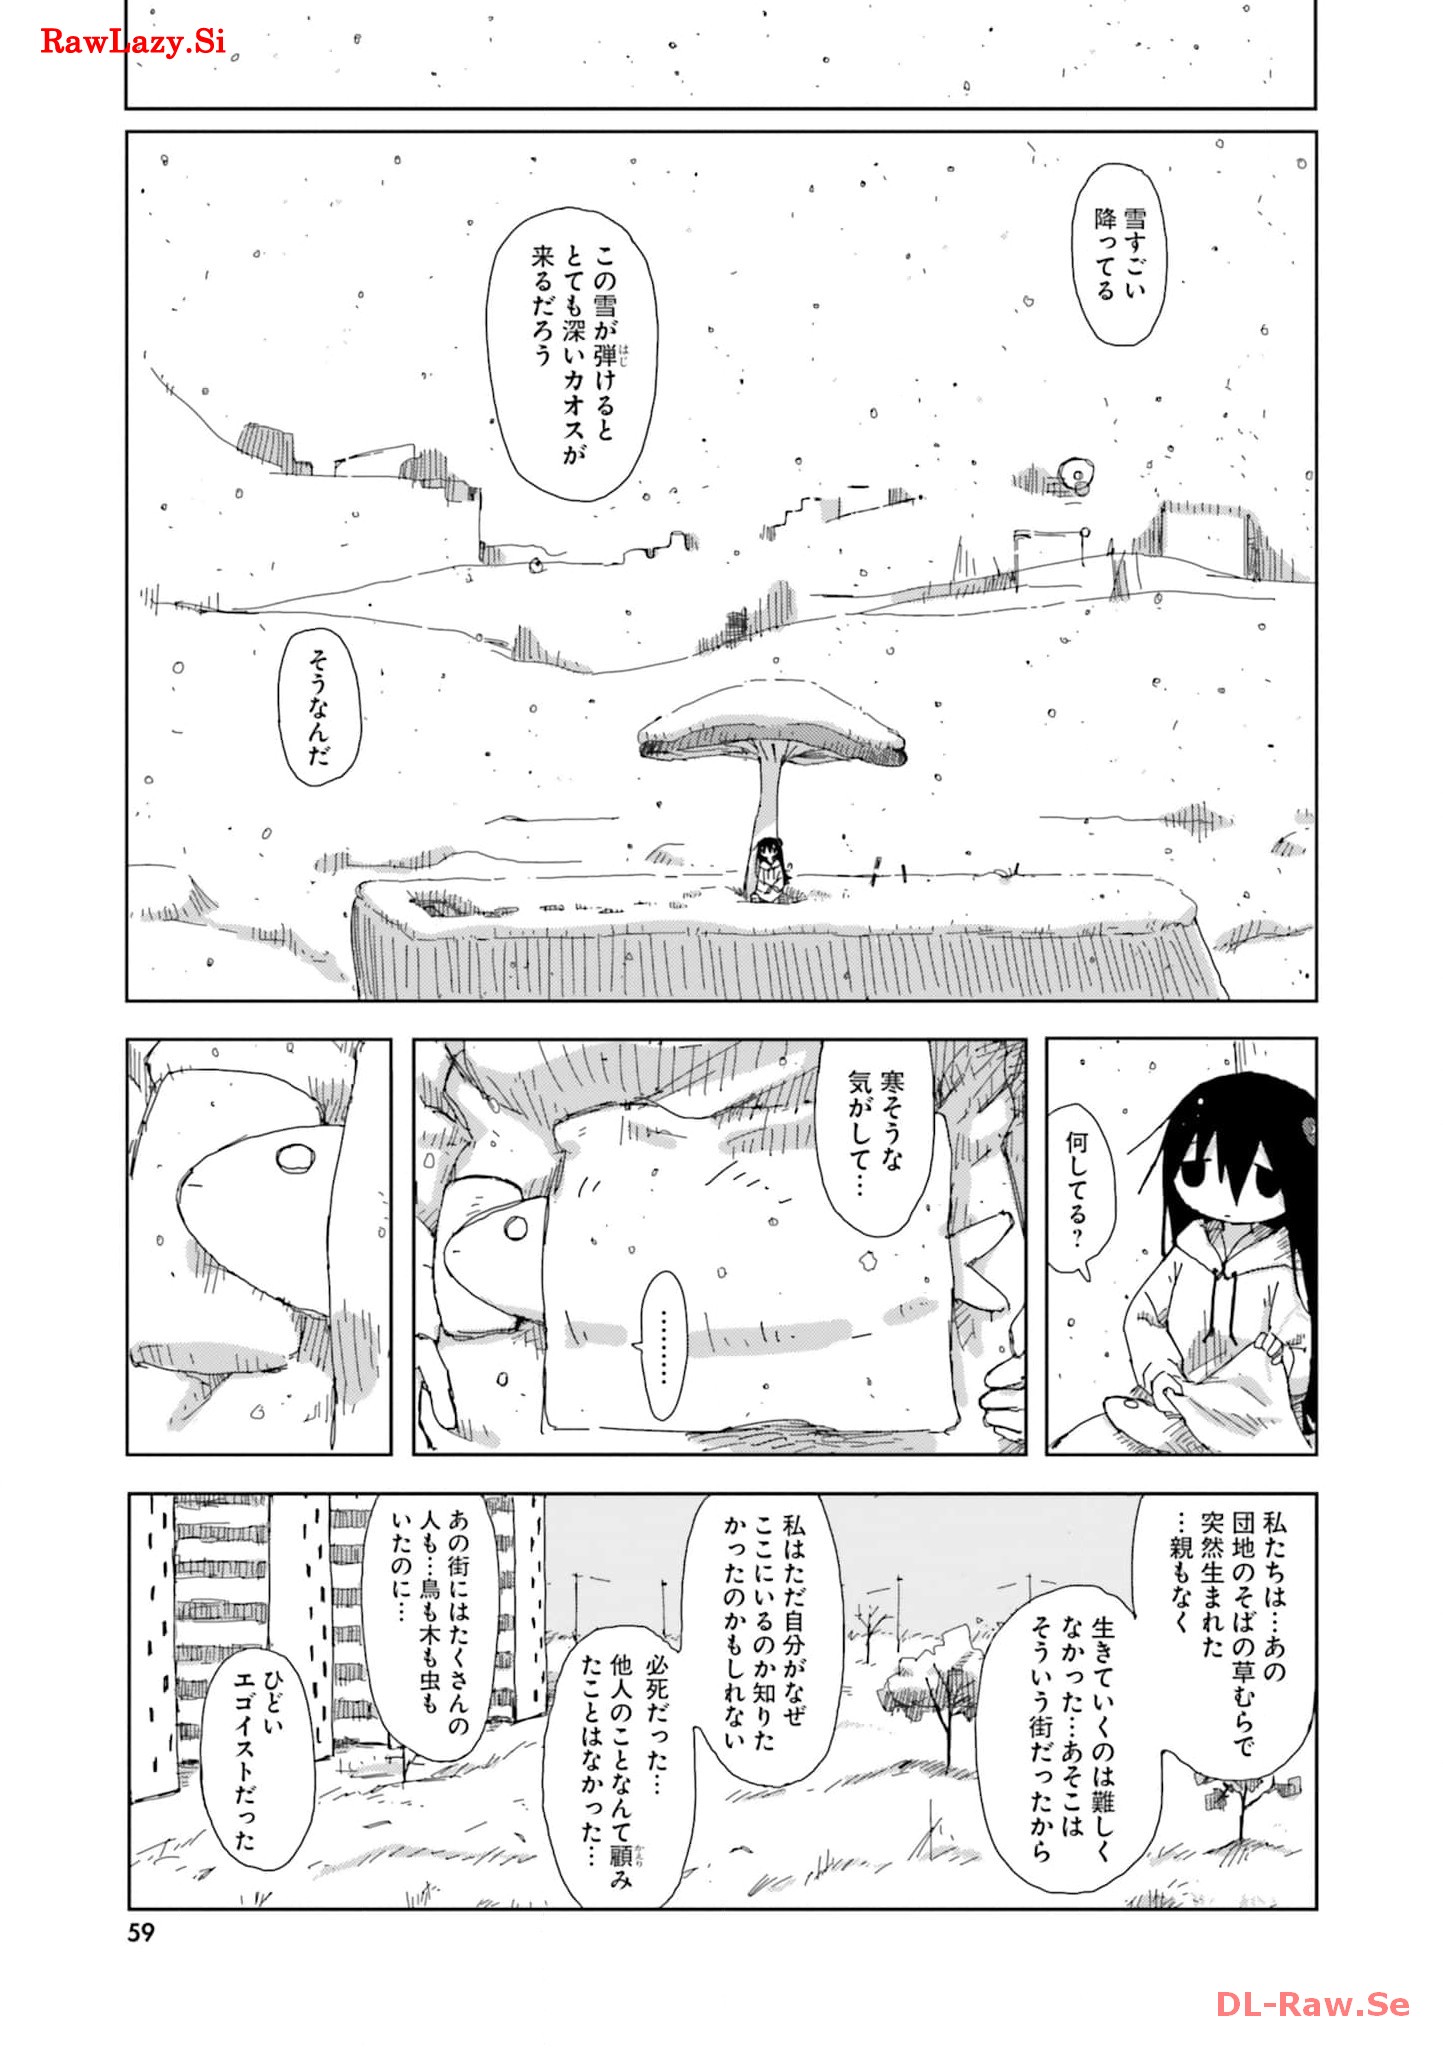 RawLazy.Si
雪すごい
降ってる
この雪が弾けると
はじ
とても深いカオスが
来るだろう
そうなんだ
何してる?
寒そうな
気がして…
………
私たちは…あの
団地のそばの草むらで
突然生まれた
…親もなく
生きていくのは難しく
なかった…あそこは
そういう街だったから
私はただ自分がなぜ
ここにいるのか知りた
かったのかもしれない
必死だった…
他人のことなんて顧み
かえり
たことはなかった…
あの街にはたくさんの
人も…鳥も木も虫も
いたのに…
ひどい
エゴイストだった
59
DL-Raw.Se